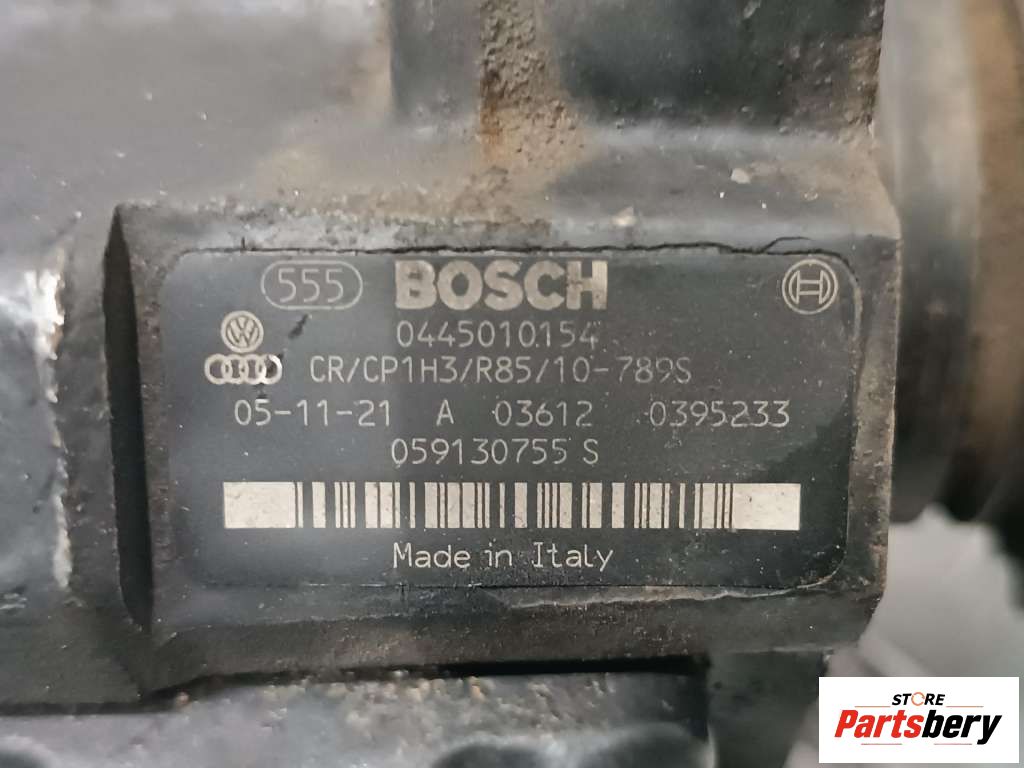 555 BOSCH
0445010154
CR/CP1H3/R85/10-789S
05-11-21 A 03612 0395233
059130755 S
Made in Italy
STORE
Partsbery